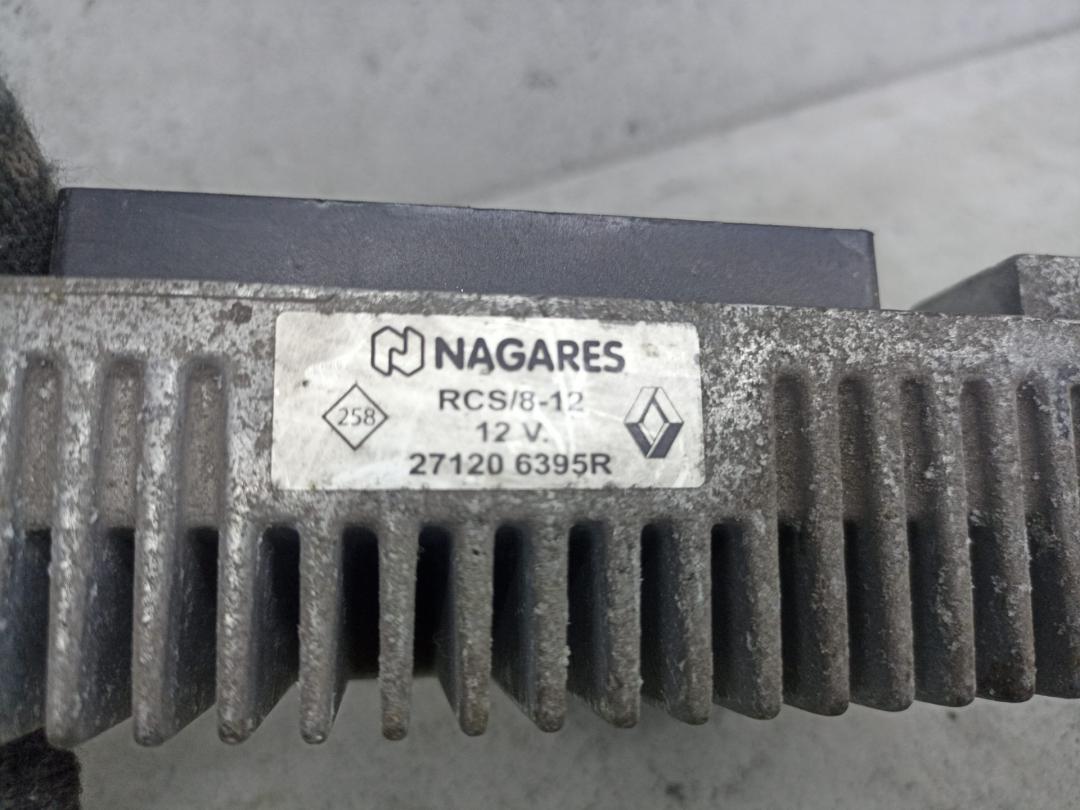 NAGARES
258
RCS/8-12
12 V.
27120 6395R